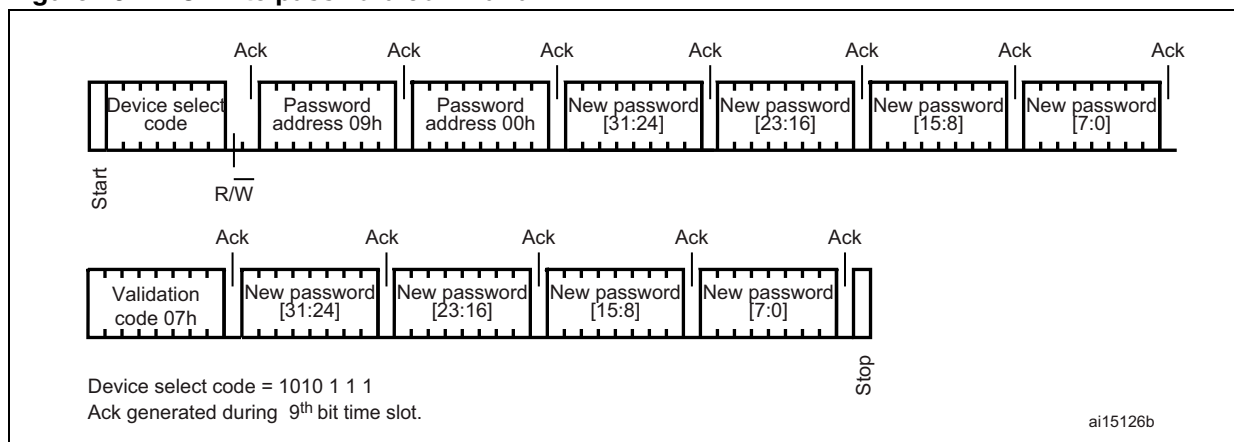 Ack Ack Ack Ack Ack Ack Ack
Device select
code
Password
address 09h
Password
address 00h
New password
[31:24]
New password
[23:16]
New password
[15:8]
New password
[7:0]
Start
R/W
Ack Ack Ack Ack Ack
Validation
code 07h
New password
[31:24]
New password
[23:16]
New password
[15:8]
New password
[7:0]
Stop
Device select code = 1010 1 1 1
Ack generated during 9th bit time slot.
ai15126b